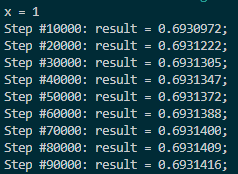 x = 1
Step #10000: result = 0.6930972;
Step #20000: result = 0.6931222;
Step #30000: result = 0.6931305;
Step #40000: result = 0.6931347;
Step #50000: result = 0.6931372;
Step #60000: result = 0.6931388;
Step #70000: result = 0.6931400;
Step #80000: result = 0.6931409;
Step #90000: result = 0.6931416;